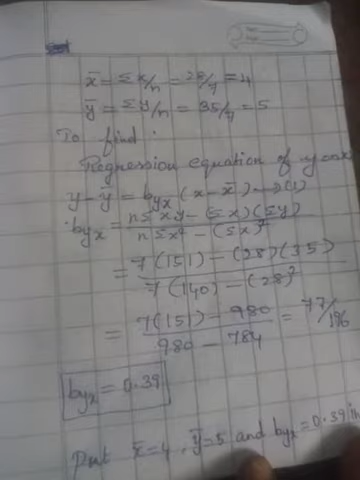 x̄ = Σx/n = 28/7 = 4
ȳ = Σy/n = 35/7 = 5
To find :
Regression equation of y on x
y - ȳ = byx (x - x̄) → (1)
byx = nΣxy - (Σx)(Σy) / nΣx² - (Σx)²
= 7(151) - (28)(35) / 7(140) - (28)²
= 7(151) - 980 / 980 - 784 = 77/196
byx = 0.39
Put x̄ = 4, ȳ = 5 and byx = 0.39 in